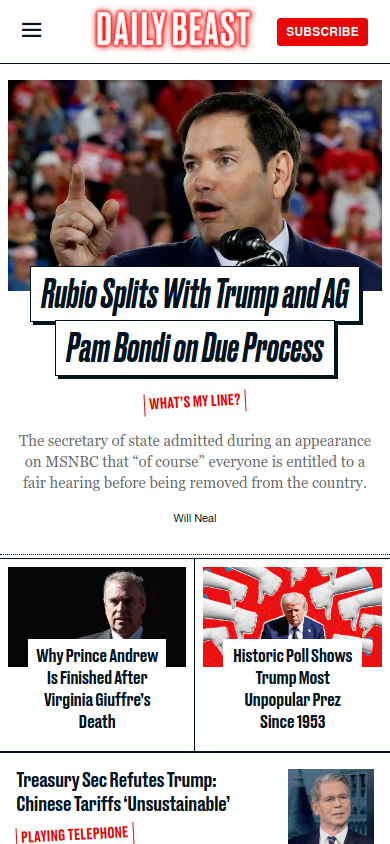 DAILY BEAST
SUBSCRIBE
Rubio Splits With Trump and AG
Pam Bondi on Due Process
WHAT'S MY LINE?
The secretary of state admitted during an appearance
on MSNBC that “of course” everyone is entitled to a
fair hearing before being removed from the country.
Will Neal
Why Prince Andrew
Is Finished After
Virginia Giuffre’s
Death
Historic Poll Shows
Trump Most
Unpopular Prez
Since 1953
Treasury Sec Refutes Trump:
Chinese Tariffs ‘Unsustainable’
PLAYING TELEPHONE